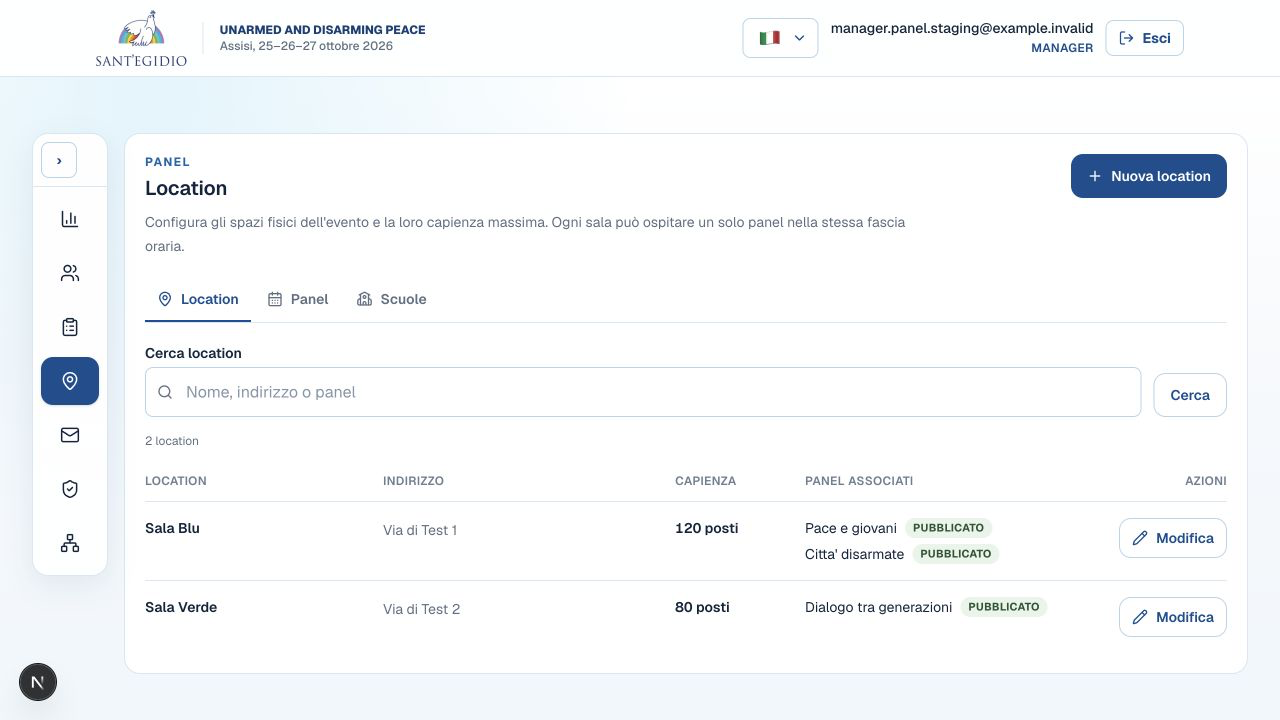 SANT'EGIDIO
UNARMED AND DISARMING PEACE
Assisi, 25–26–27 ottobre 2026
manager.panel.staging@example.invalid
MANAGER
Esci
PANEL
Location
Nuova location
Configura gli spazi fisici dell'evento e la loro capienza massima. Ogni sala può ospitare un solo panel nella stessa fascia
oraria.
Location Panel Scuole
Cerca location
Nome, indirizzo o panel
Cerca
2 location
LOCATION INDIRIZZO CAPIENZA PANEL ASSOCIATI AZIONI
Sala Blu Via di Test 1 120 posti Pace e giovani PUBBLICATO Modifica
Citta' disarmate PUBBLICATO
Sala Verde Via di Test 2 80 posti Dialogo tra generazioni PUBBLICATO Modifica
N